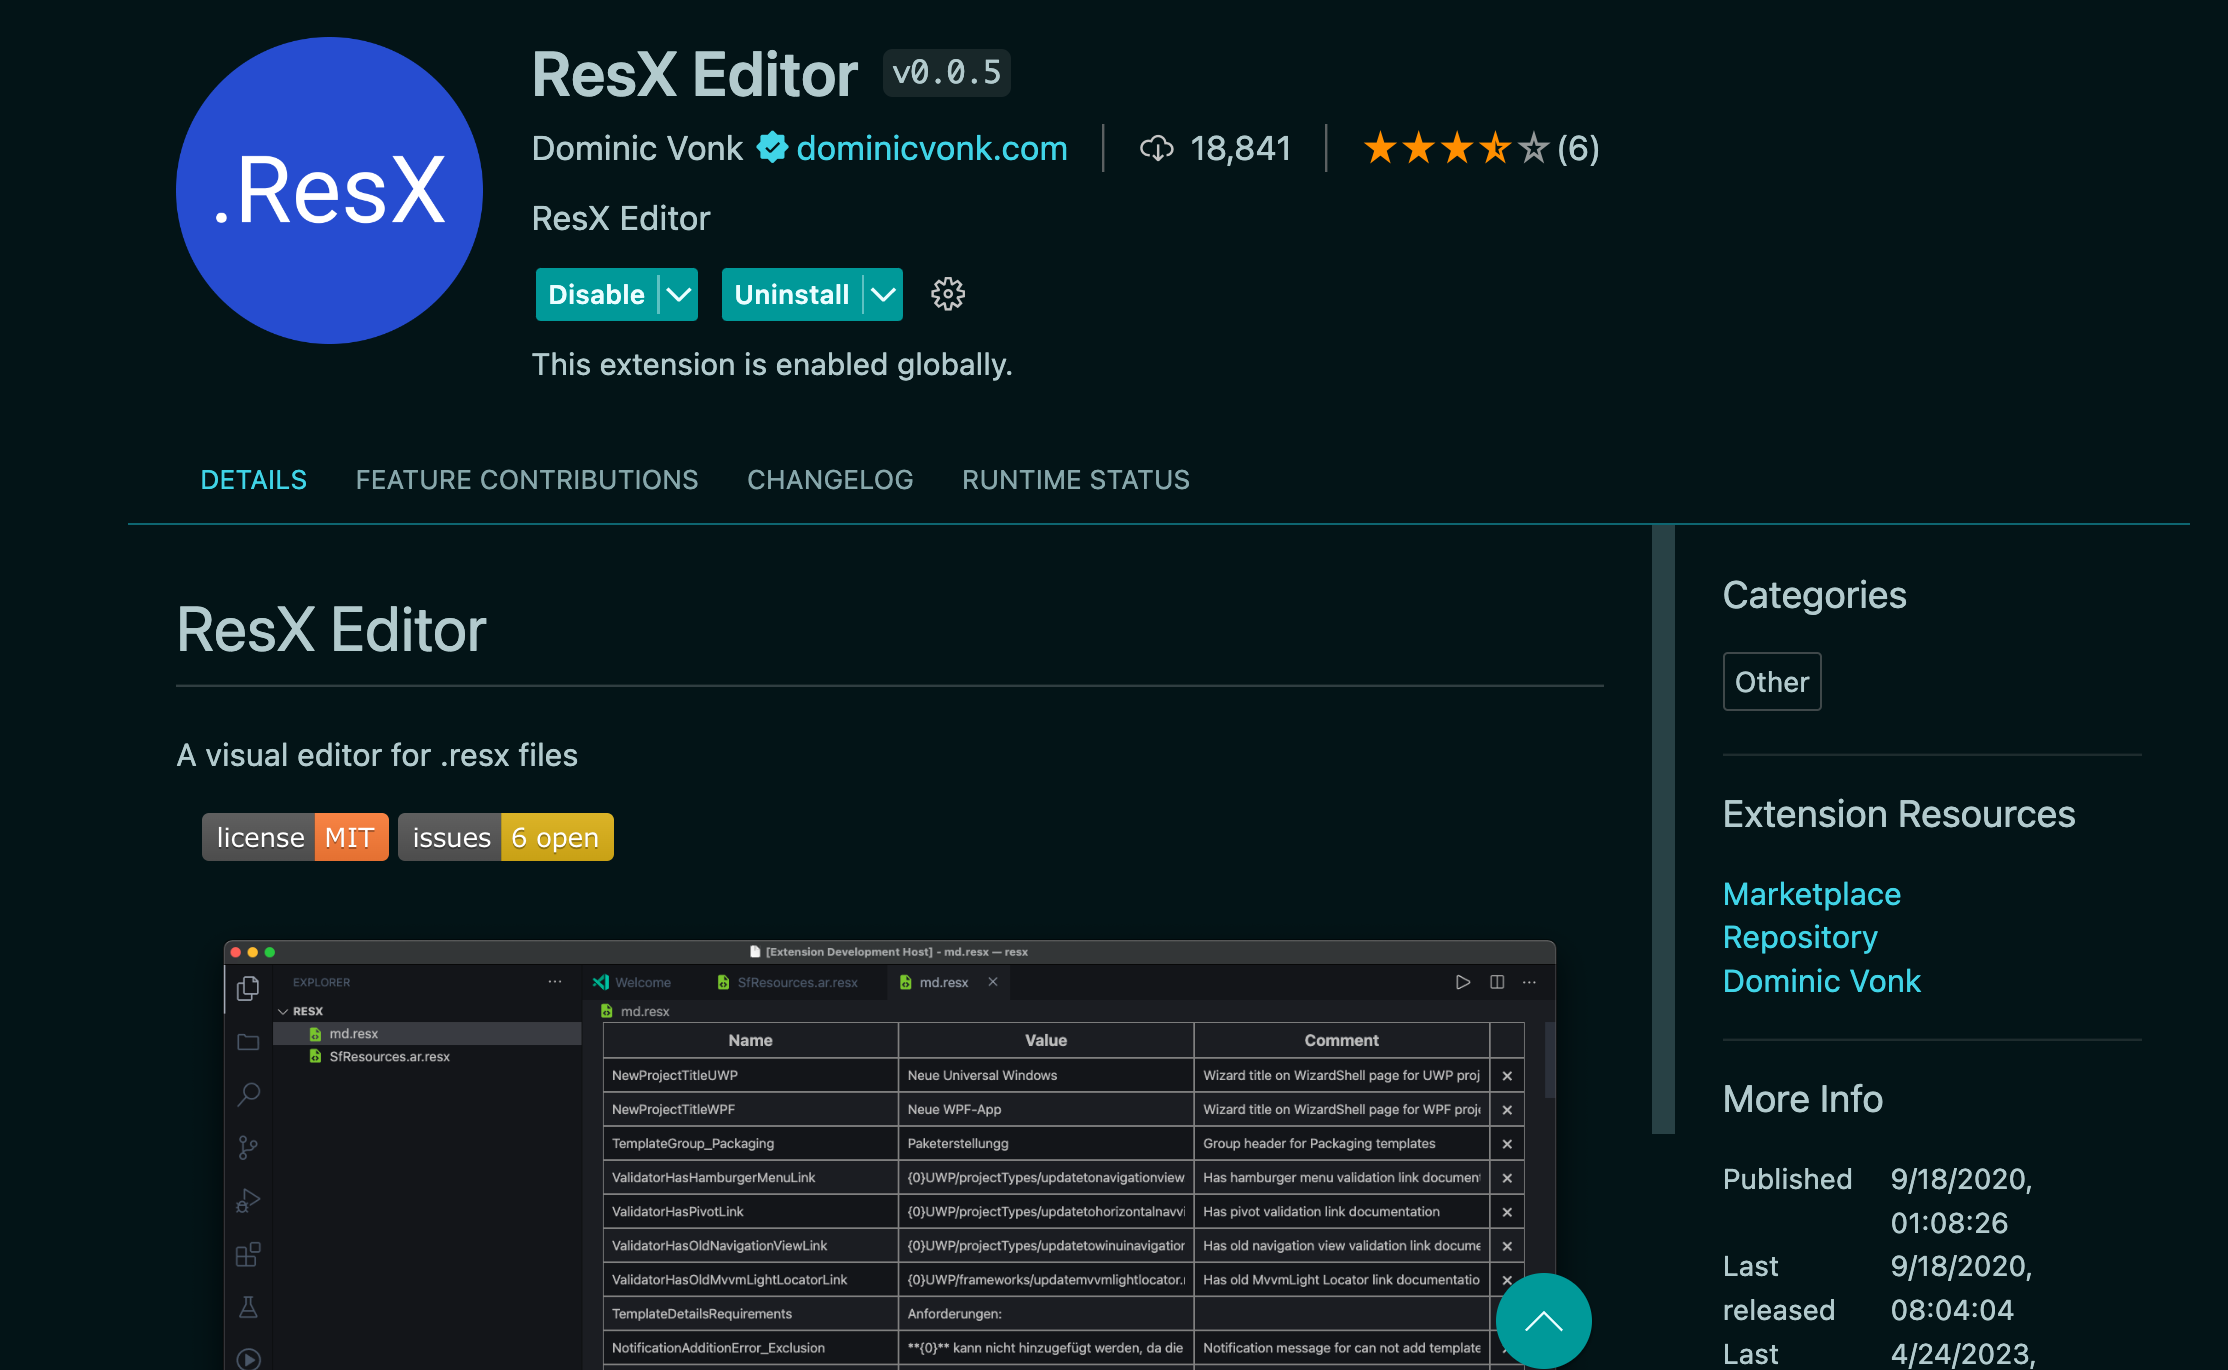 .ResX
ResX Editor v0.0.5
Dominic Vonk dominicvonk.com 18,841 (6)
ResX Editor
Disable Uninstall
This extension is enabled globally.
DETAILS FEATURE CONTRIBUTIONS CHANGELOG RUNTIME STATUS
ResX Editor
A visual editor for .resx files
license MIT issues 6 open
[Extension Development Host] - md.resx — resx
EXPLORER ···
RESX
md.resx
SfResources.ar.resx
Welcome SfResources.ar.resx md.resx
md.resx
Name Value Comment
NewProjectTitleUWP Neue Universal Windows Wizard title on WizardShell page for UWP proj
NewProjectTitleWPF Neue WPF-App Wizard title on WizardShell page for WPF proj
TemplateGroup_Packaging Paketerstellungg Group header for Packaging templates
ValidatorHasHamburgerMenuLink {0}UWP/projectTypes/updatetonavigationview Has hamburger menu validation link document
ValidatorHasPivotLink {0}UWP/projectTypes/updatetohorizontalnavvi Has pivot validation link documentation
ValidatorHasOldNavigationViewLink {0}UWP/projectTypes/updatetowinuinavigation Has old navigation view validation link docume
ValidatorHasOldMvvmLightLocatorLink {0}UWP/frameworks/updatemvvmlightlocator. Has old MvvmLight Locator link documentatio
TemplateDetailsRequirements Anforderungen:
NotificationAdditionError_Exclusion **{0}** kann nicht hinzugefügt werden, da die Notification message for can not add template
Categories
Other
Extension Resources
Marketplace
Repository
Dominic Vonk
More Info
Published 9/18/2020,
01:08:26
Last 9/18/2020,
released 08:04:04
Last 4/24/2023,